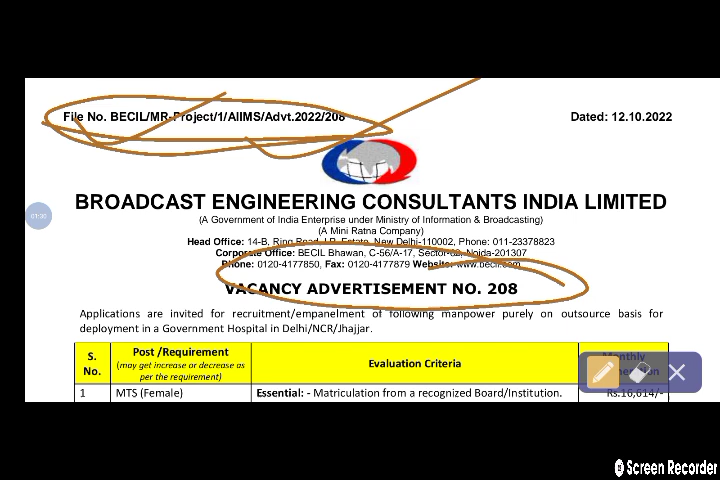 File No. BECIL/MR-Project/1/AIIMS/Advt.2022/208 Dated: 12.10.2022
BROADCAST ENGINEERING CONSULTANTS INDIA LIMITED
(A Government of India Enterprise under Ministry of Information & Broadcasting)
(A Mini Ratna Company)
Head Office: 14-B, Ring Road, I.P. Estate, New Delhi-110002, Phone: 011-23378823
Corporate Office: BECIL Bhawan, C-56/A-17, Sector-62, Noida-201307
Phone: 0120-4177850, Fax: 0120-4177879 Website: www.becil.com
VACANCY ADVERTISEMENT NO. 208
Applications are invited for recruitment/empanelment of following manpower purely on outsource basis for
deployment in a Government Hospital in Delhi/NCR/Jhajjar.
S. No. Post /Requirement (may get increase or decrease as per the requirement) Evaluation Criteria Monthly
1 MTS (Female) Essential: - Matriculation from a recognized Board/Institution. Rs.16,614/-
01:30
Screen Recorder